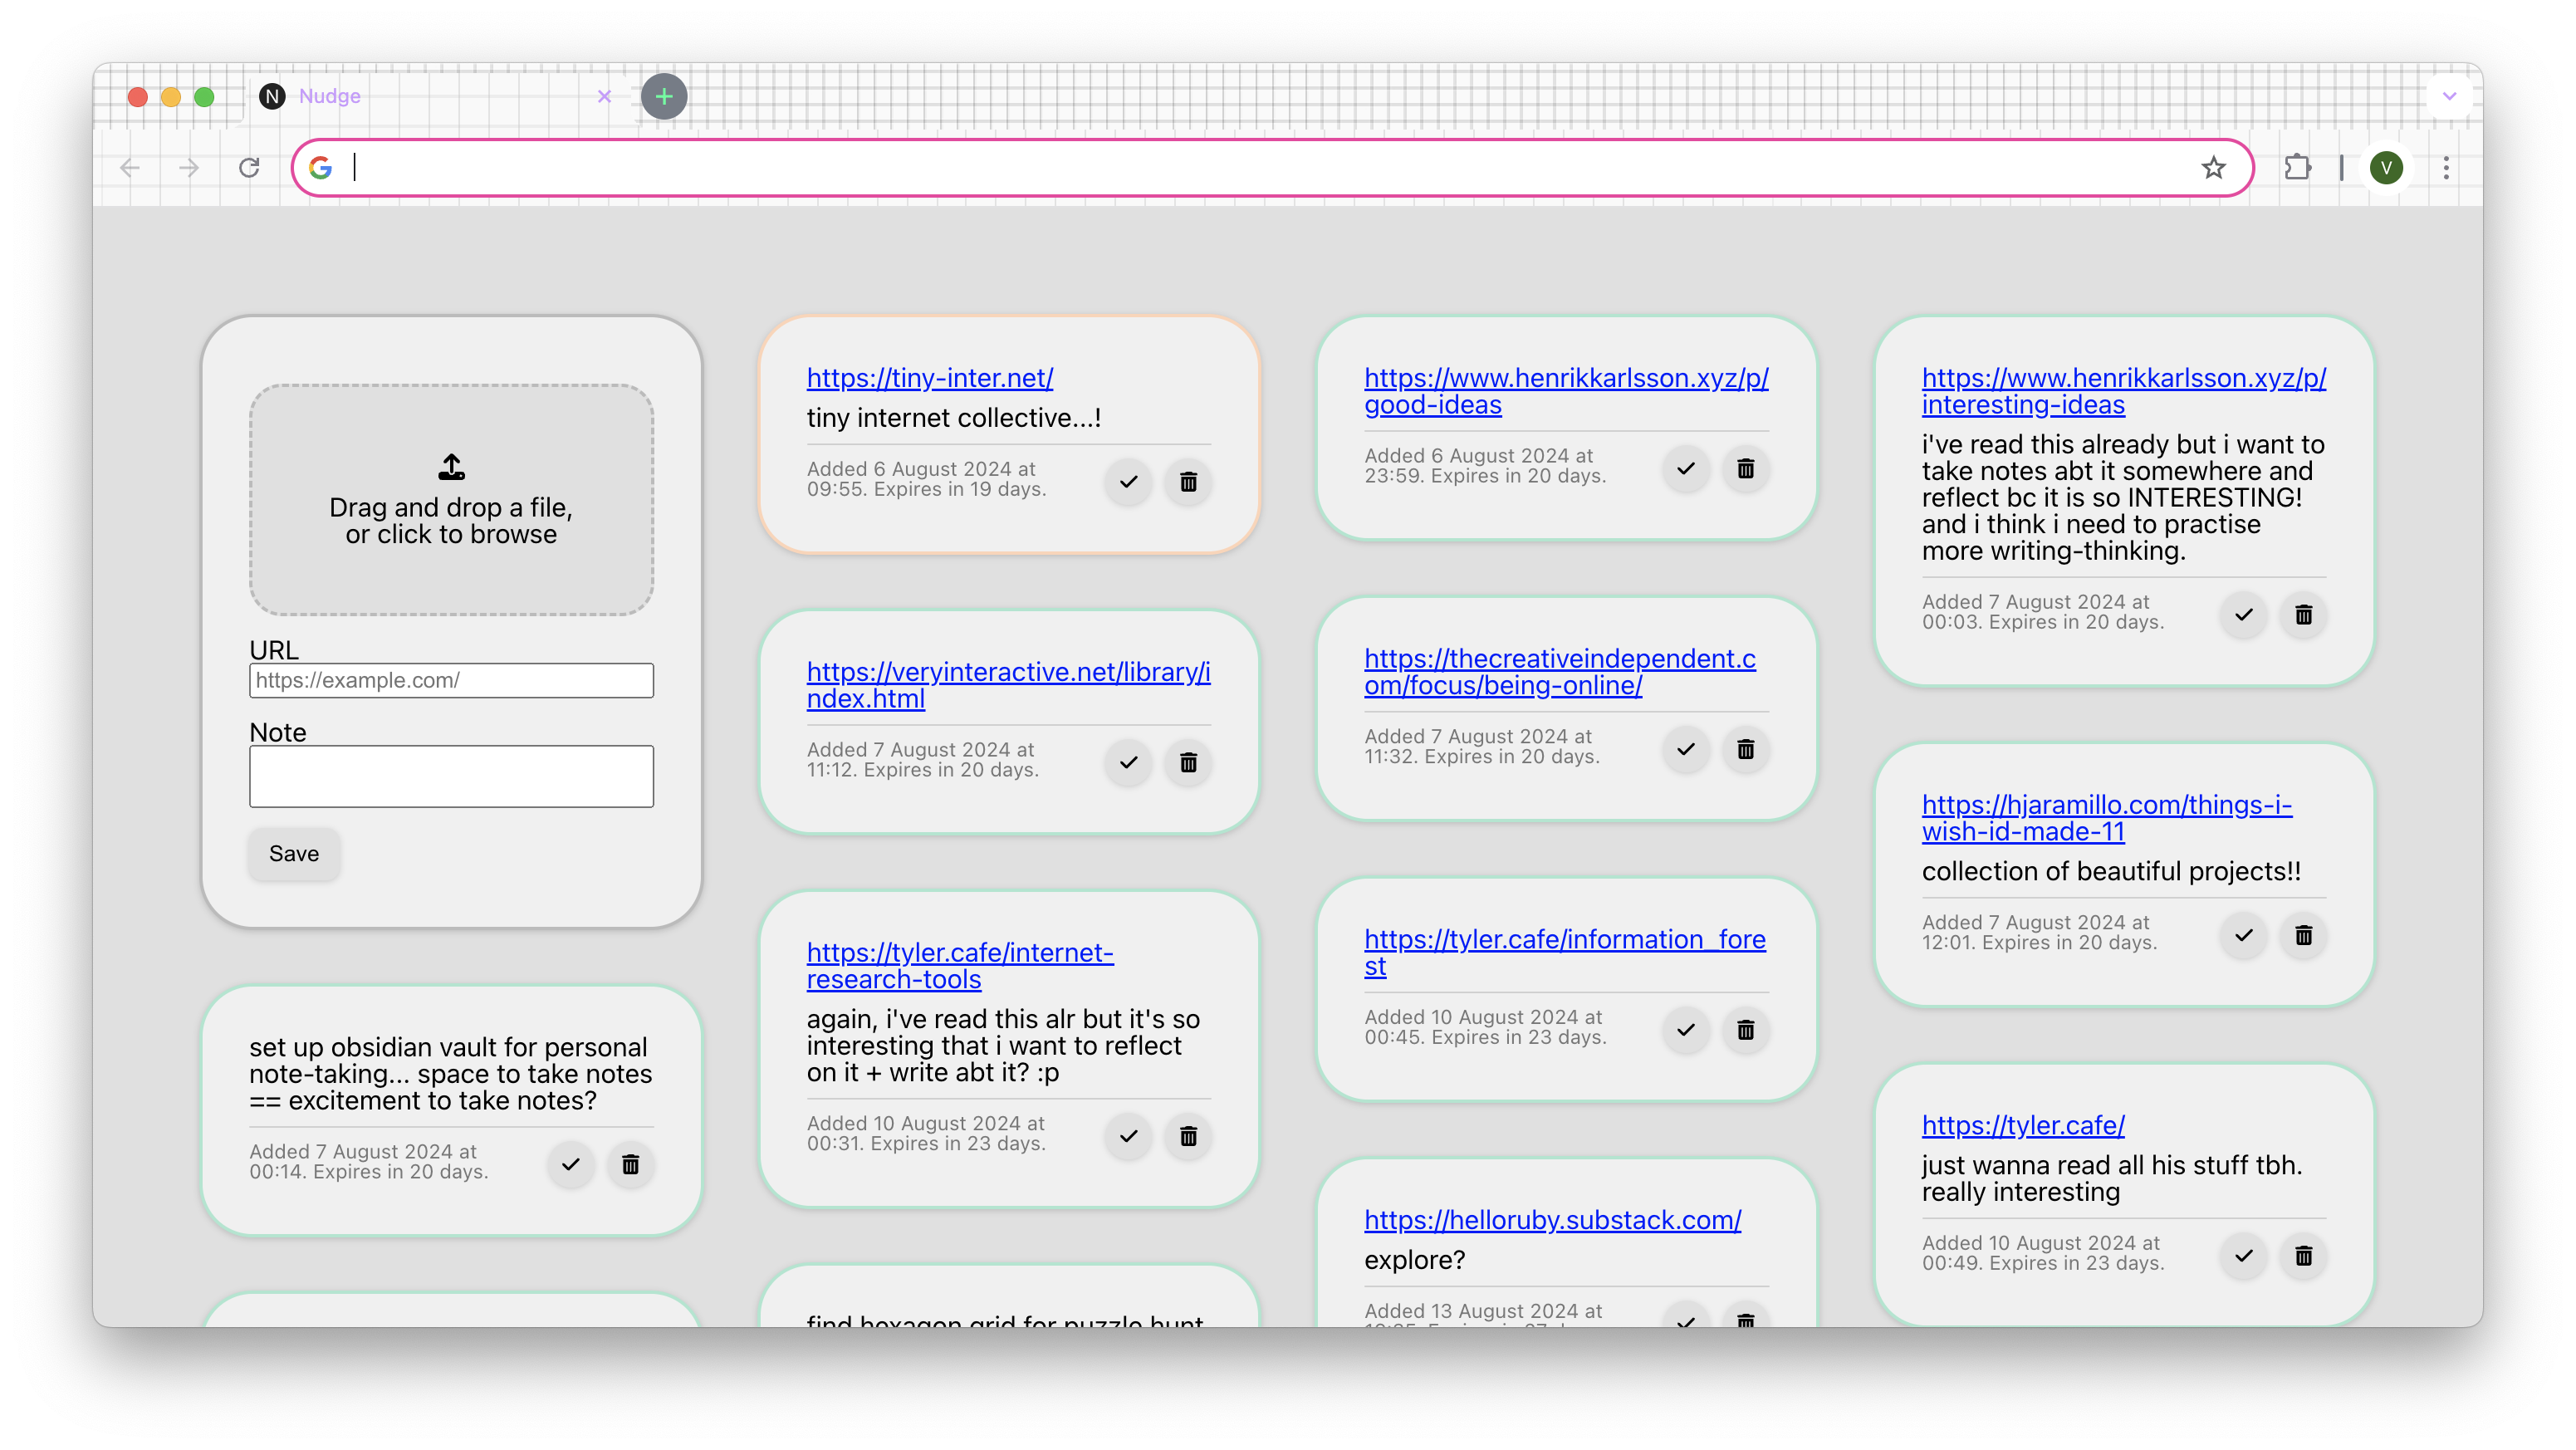 N Nudge
V
Drag and drop a file,
or click to browse
URL
https://example.com/
Note
Save
set up obsidian vault for personal
note-taking... space to take notes
== excitement to take notes?
Added 7 August 2024 at
00:14. Expires in 20 days.
https://tiny-inter.net/
tiny internet collective...!
Added 6 August 2024 at
09:55. Expires in 19 days.
https://veryinteractive.net/library/i
ndex.html
Added 7 August 2024 at
11:12. Expires in 20 days.
https://tyler.cafe/internet-
research-tools
again, i've read this alr but it's so
interesting that i want to reflect
on it + write abt it? :p
Added 10 August 2024 at
00:31. Expires in 23 days.
find hexagon grid for puzzle hunt
https://www.henrikkarlsson.xyz/p/
good-ideas
Added 6 August 2024 at
23:59. Expires in 20 days.
https://thecreativeindependent.c
om/focus/being-online/
Added 7 August 2024 at
11:32. Expires in 20 days.
https://tyler.cafe/information_fore
st
Added 10 August 2024 at
00:45. Expires in 23 days.
https://helloruby.substack.com/
explore?
Added 13 August 2024 at
https://www.henrikkarlsson.xyz/p/
interesting-ideas
i've read this already but i want to
take notes abt it somewhere and
reflect bc it is so INTERESTING!
and i think i need to practise
more writing-thinking.
Added 7 August 2024 at
00:03. Expires in 20 days.
https://hjaramillo.com/things-i-
wish-id-made-11
collection of beautiful projects!!
Added 7 August 2024 at
12:01. Expires in 20 days.
https://tyler.cafe/
just wanna read all his stuff tbh.
really interesting
Added 10 August 2024 at
00:49. Expires in 23 days.